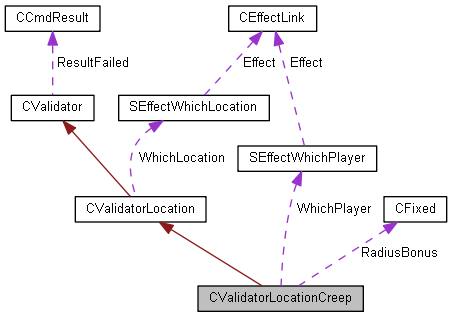 CCmdResult
CEffectLink
ResultFailed
Effect
Effect
CValidator
SEffectWhichLocation
WhichLocation
SEffectWhichPlayer
CValidatorLocation
WhichPlayer
CFixed
RadiusBonus
CValidatorLocationCreep